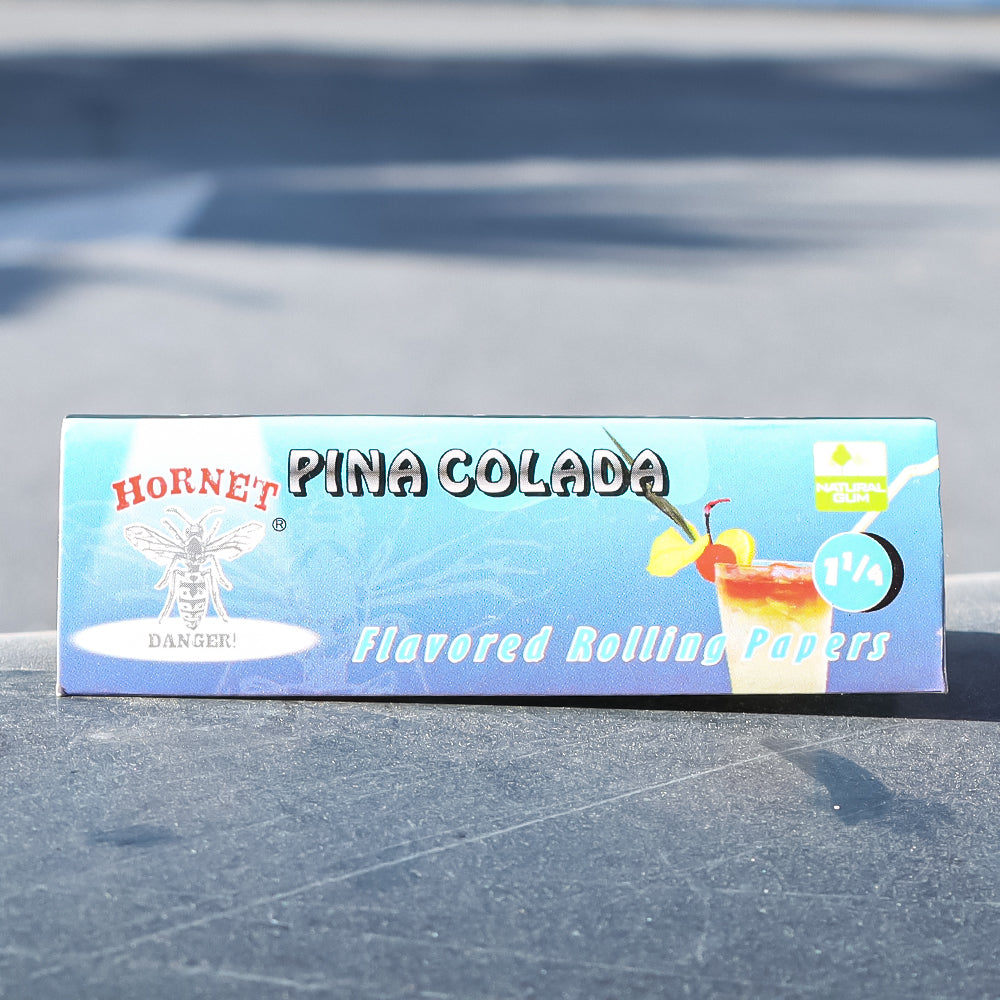 HORNET
®
DANGER!
PINA COLADA
NATURAL
GUM
1 1/4
Flavored Rolling Papers